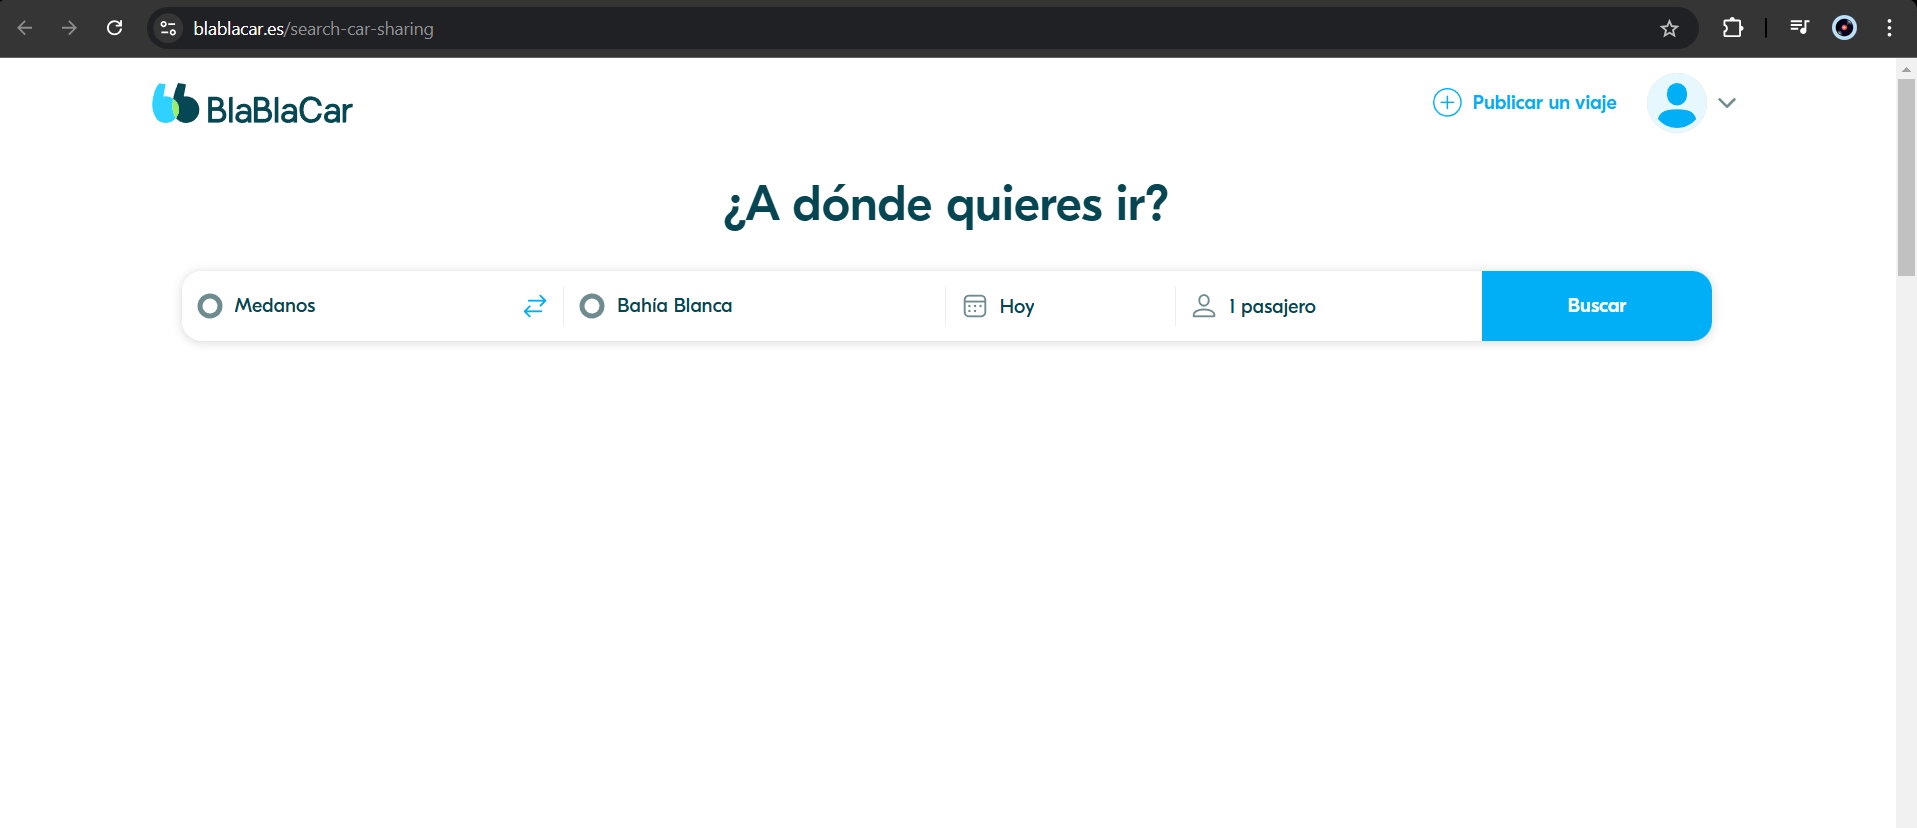 blablacar.es/search-car-sharing
BlaBlaCar
Publicar un viaje
¿A dónde quieres ir?
Medanos
Bahía Blanca
Hoy
1 pasajero
Buscar